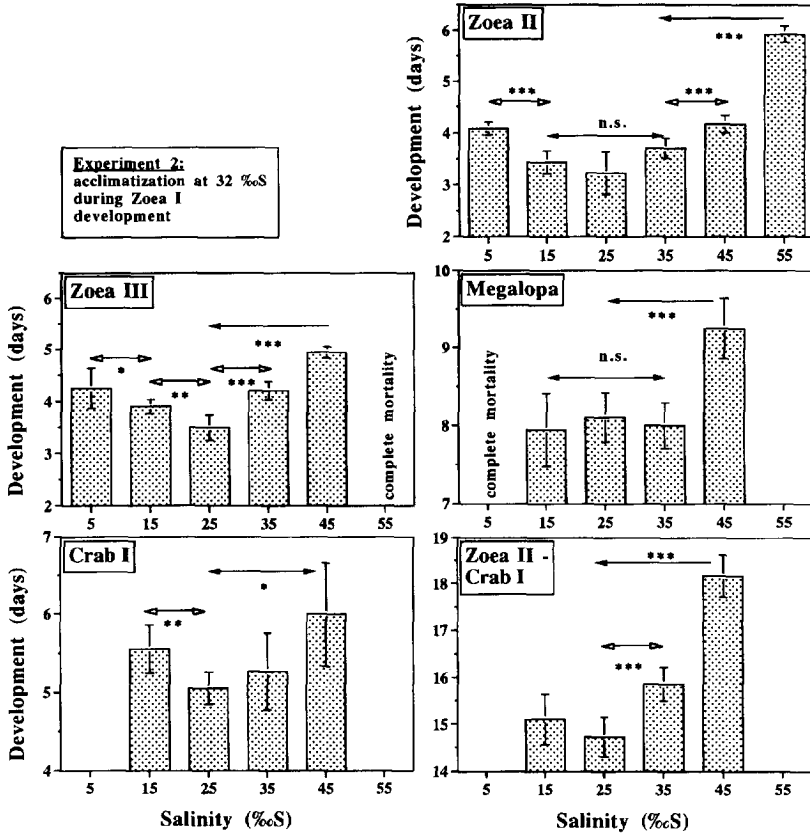 Zoea II
Development (days)
6
5
4
3
2
***
***
***
n.s.
5 15 25 35 45 55
Experiment 2:
acclimatization at 32 ‰S
during Zoea I
development
Zoea III
Development (days)
6
5
4
3
2
*
**
***
***
complete mortality
5 15 25 35 45 55
Megalopa
10
9
8
7
***
n.s.
complete mortality
5 15 25 35 45 55
Crab I
Development (days)
7
6
5
4
**
*
5 15 25 35 45 55
Salinity (‰S)
Zoea II -
Crab I
19
18
17
16
15
14
***
***
5 15 25 35 45 55
Salinity (‰S)